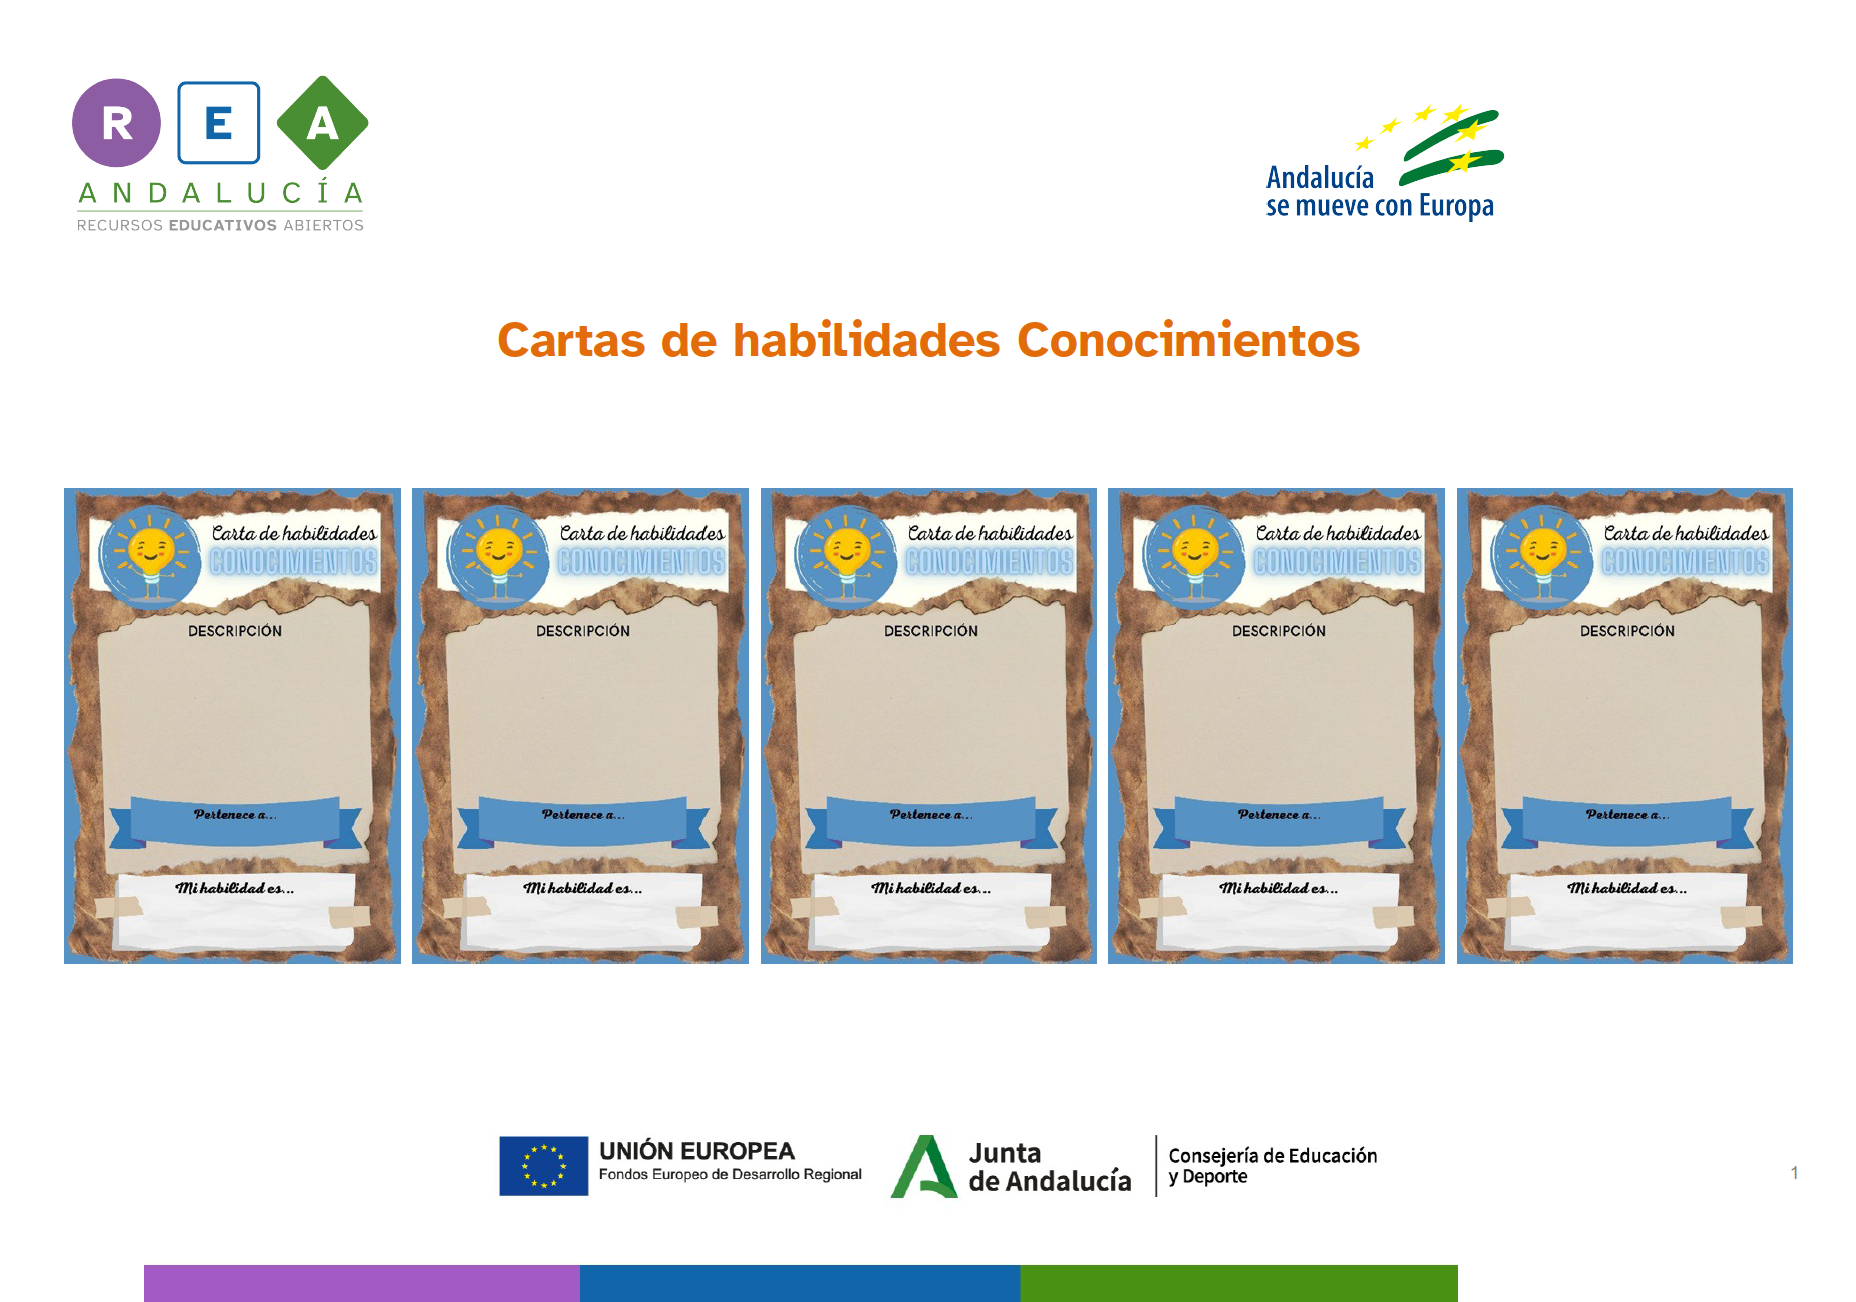 R E A
ANDALUCÍA
RECURSOS EDUCATIVOS ABIERTOS
Andalucía
se mueve con Europa
Cartas de habilidades Conocimientos
Carta de habilidades
CONOCIMIENTOS
DESCRIPCIÓN
Pertenece a...
Mi habilidad es...
Carta de habilidades
CONOCIMIENTOS
DESCRIPCIÓN
Pertenece a...
Mi habilidad es...
Carta de habilidades
CONOCIMIENTOS
DESCRIPCIÓN
Pertenece a...
Mi habilidad es...
Carta de habilidades
CONOCIMIENTOS
DESCRIPCIÓN
Pertenece a...
Mi habilidad es...
Carta de habilidades
CONOCIMIENTOS
DESCRIPCIÓN
Pertenece a...
Mi habilidad es...
UNIÓN EUROPEA
Fondos Europeo de Desarrollo Regional
Junta
de Andalucía
Consejería de Educación
y Deporte
1